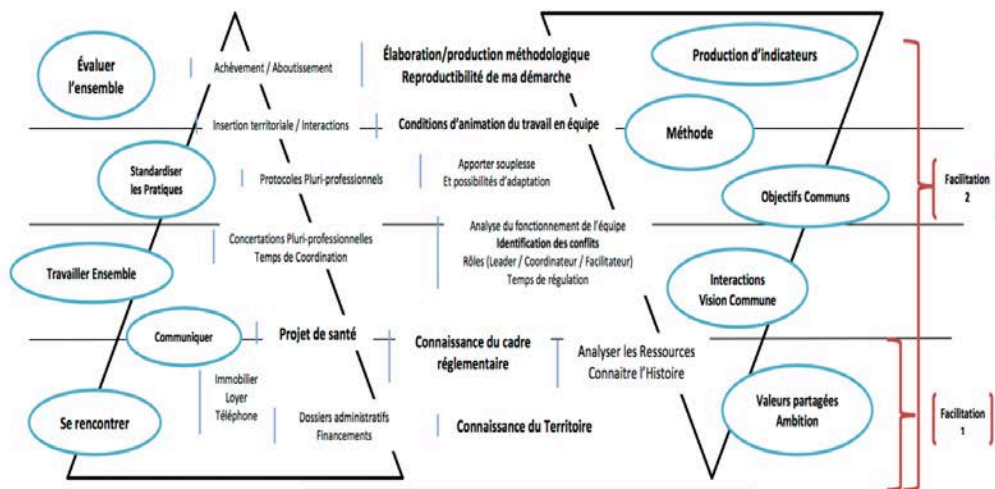 Évaluer
l'ensemble
Achèvement / Aboutissement
Élaboration/production méthodologique
Reproductibilité de ma démarche
Production d'indicateurs
Insertion territoriale / Interactions
Conditions d'animation du travail en équipe
Méthode
Standardiser
les Pratiques
Protocoles Pluri-professionnels
Apporter souplesse
Et possibilités d'adaptation
Objectifs Communs
Facilitation
2
Travailler Ensemble
Concertations Pluri-professionnelles
Temps de Coordination
Analyse du fonctionnement de l'équipe
Identification des conflits
Rôles (Leader / Coordinateur / Facilitateur)
Temps de régulation
Interactions
Vision Commune
Communiquer
Projet de santé
Connaissance du cadre
réglementaire
Analyser les Ressources
Connaitre l'Histoire
Se rencontrer
Immobilier
Loyer
Téléphone
Dossiers administratifs
Financements
Connaissance du Territoire
Valeurs partagées
Ambition
Facilitation
1